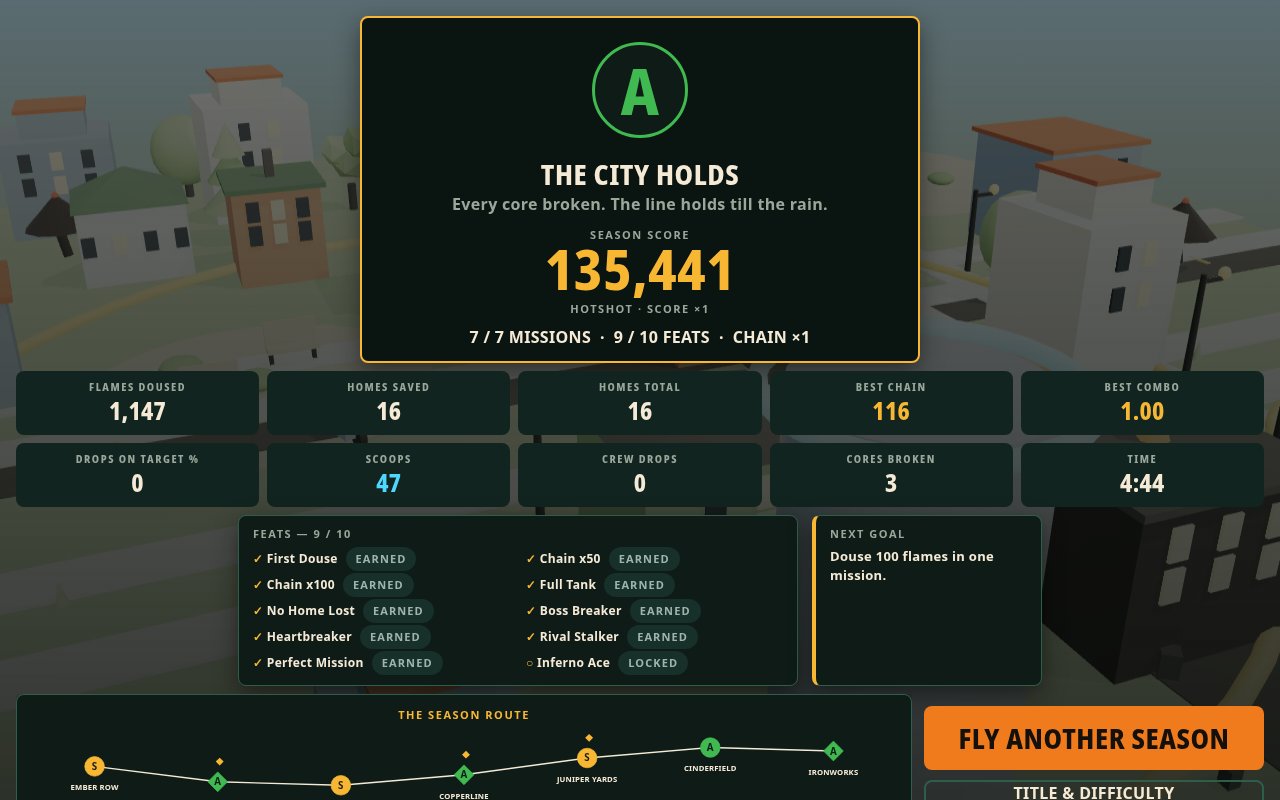 A
THE CITY HOLDS
Every core broken. The line holds till the rain.
SEASON SCORE
135,441
HOTSHOT · SCORE ×1
7 / 7 MISSIONS · 9 / 10 FEATS · CHAIN ×1
FLAMES DOUSED
1,147
HOMES SAVED
16
HOMES TOTAL
16
BEST CHAIN
116
BEST COMBO
1.00
DROPS ON TARGET %
0
SCOOPS
47
CREW DROPS
0
CORES BROKEN
3
TIME
4:44
FEATS — 9 / 10
✓ First Douse EARNED
✓ Chain x50 EARNED
✓ Chain x100 EARNED
✓ Full Tank EARNED
✓ No Home Lost EARNED
✓ Boss Breaker EARNED
✓ Heartbreaker EARNED
✓ Rival Stalker EARNED
✓ Perfect Mission EARNED
○ Inferno Ace LOCKED
NEXT GOAL
Douse 100 flames in one
mission.
THE SEASON ROUTE
S
EMBER ROW
A
S
A
COPPERLINE
S
JUNIPER YARDS
A
CINDERFIELD
A
IRONWORKS
FLY ANOTHER SEASON
TITLE & DIFFICULTY